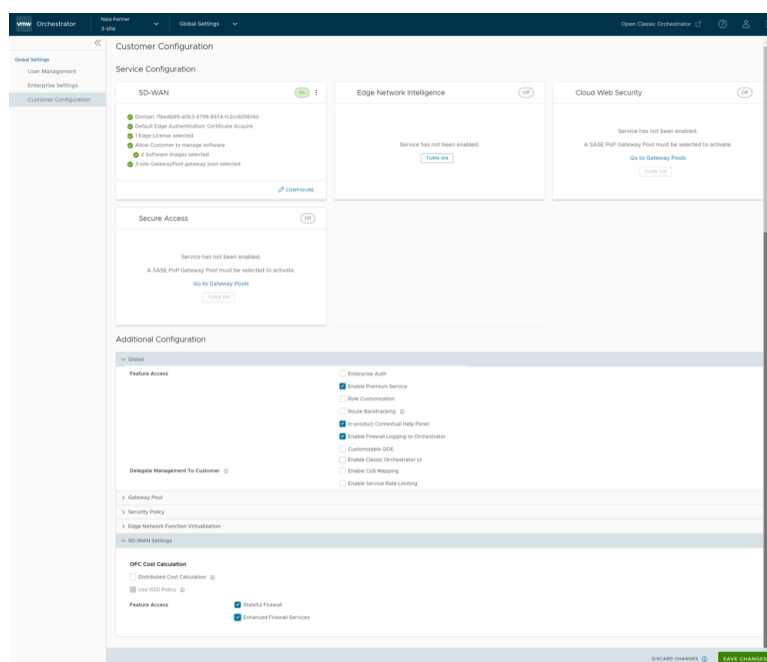 vmw Orchestrator
Nata Partner
3-site
Global Settings
Open Classic Orchestrator
Global Settings
User Management
Enterprise Settings
Customer Configuration
Customer Configuration
Service Configuration
SD-WAN
On
Default Edge Authentication: Certificate Acquire
1 Edge License selected
Allow Customer to manage software
2 Software images selected
3-site-GatewayPool gateway pool selected
CONFIGURE
Edge Network Intelligence
Off
Service has not been enabled.
TURN ON
Cloud Web Security
Off
Service has not been enabled.
A SASE PoP Gateway Pool must be selected to activate.
Go to Gateway Pools
TURN ON
Secure Access
Off
Service has not been enabled.
A SASE PoP Gateway Pool must be selected to activate.
Go to Gateway Pools
TURN ON
Additional Configuration
Global
Feature Access
Enterprise Auth
Enable Premium Service
Role Customization
Route Backtracking
In-product Contextual Help Panel
Enable Firewall Logging to Orchestrator
Customizable QOE
Enable Classic Orchestrator UI
Delegate Management To Customer
Enable CoS Mapping
Enable Service Rate Limiting
Gateway Pool
Security Policy
Edge Network Function Virtualization
SD-WAN Settings
OFC Cost Calculation
Distributed Cost Calculation
Use NSD Policy
Feature Access
Stateful Firewall
Enhanced Firewall Services
DISCARD CHANGES
SAVE CHANGES